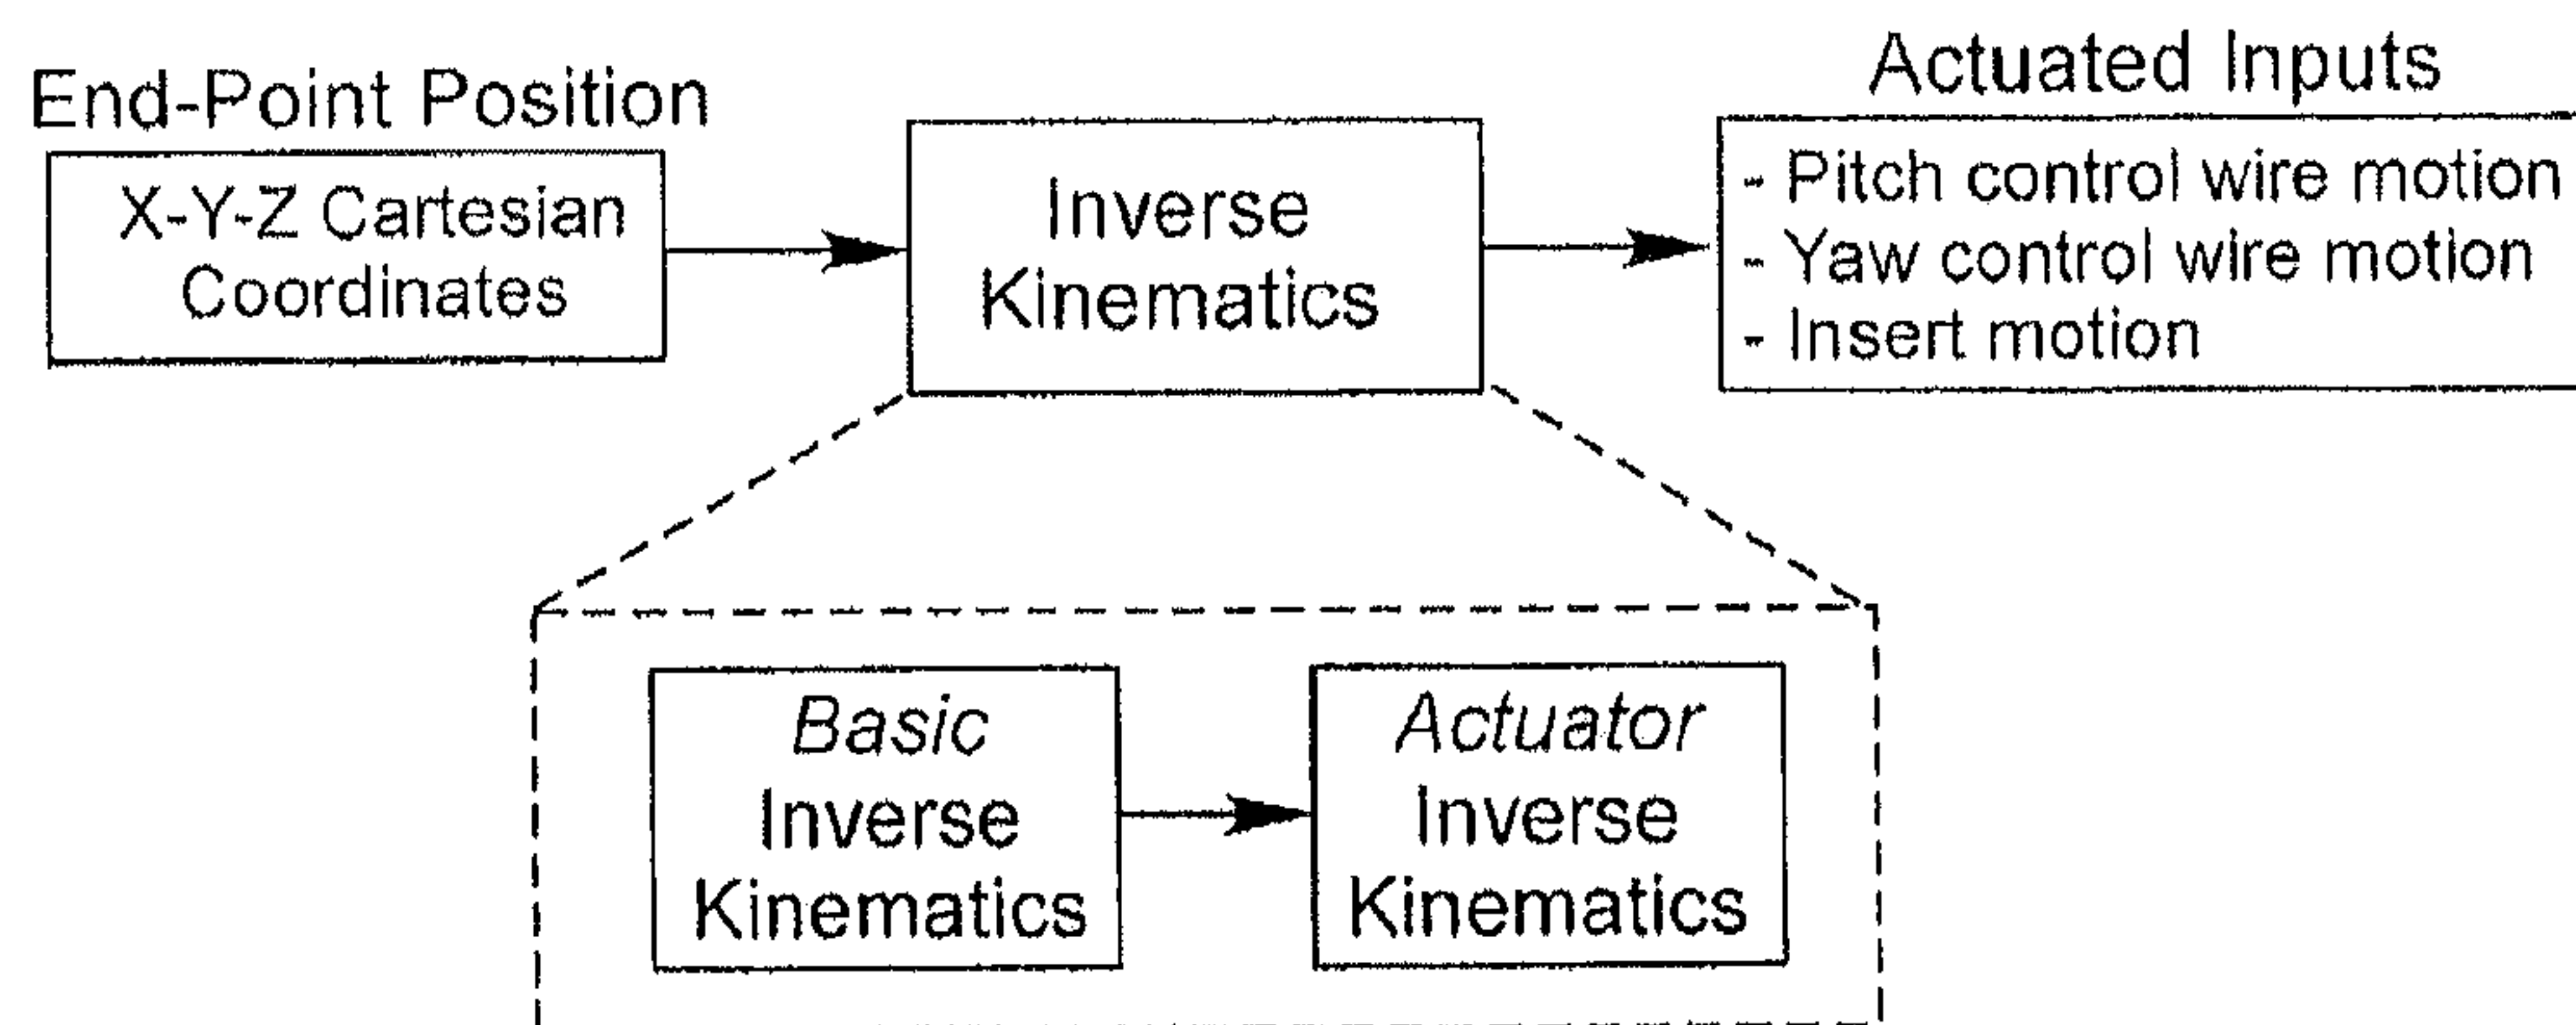 End-Point Position
X-Y-Z Cartesian
Coordinates
Inverse
Kinematics
Actuated Inputs
- Pitch control wire motion
- Yaw control wire motion
- Insert motion
Basic
Inverse
Kinematics
Actuator
Inverse
Kinematics